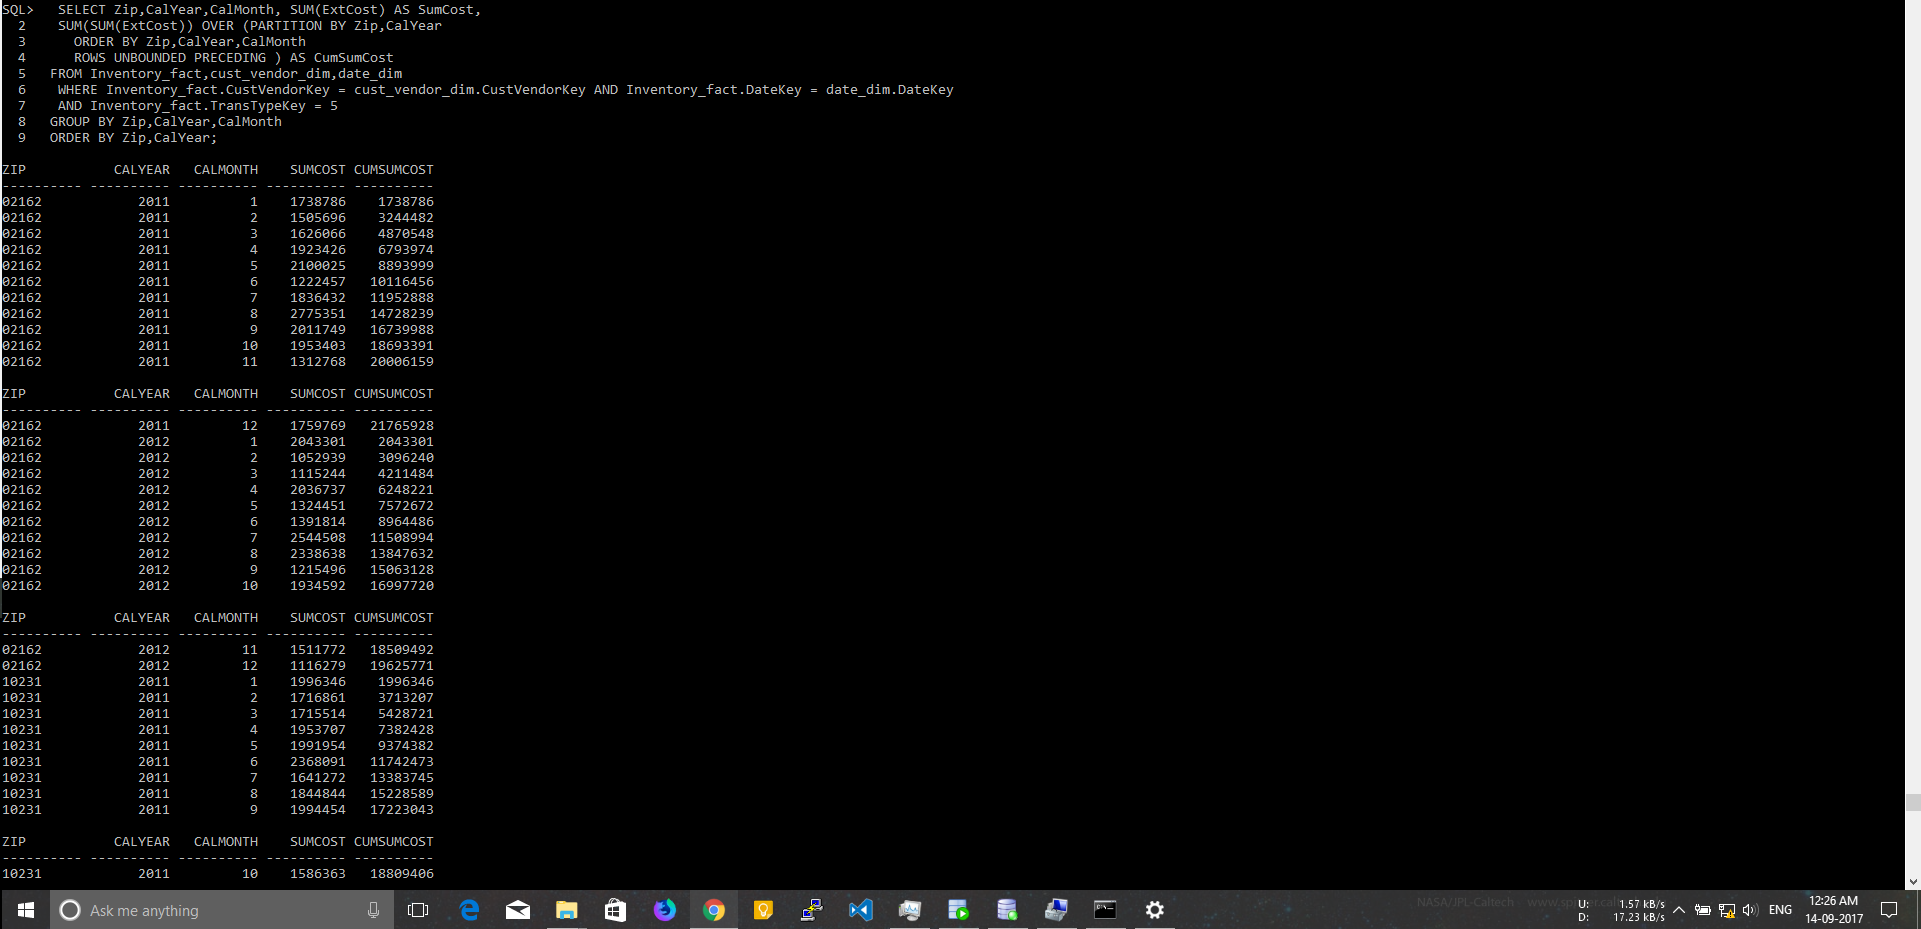 SQL>   SELECT Zip,CalYear,CalMonth, SUM(ExtCost) AS SumCost,
  2    SUM(SUM(ExtCost)) OVER (PARTITION BY Zip,CalYear
  3      ORDER BY Zip,CalYear,CalMonth
  4      ROWS UNBOUNDED PRECEDING ) AS CumSumCost
  5   FROM Inventory_fact,cust_vendor_dim,date_dim
  6    WHERE Inventory_fact.CustVendorKey = cust_vendor_dim.CustVendorKey AND Inventory_fact.DateKey = date_dim.DateKey
  7    AND Inventory_fact.TransTypeKey = 5
  8   GROUP BY Zip,CalYear,CalMonth
  9   ORDER BY Zip,CalYear;
ZIP           CALYEAR   CALMONTH    SUMCOST CUMSUMCOST
---------- ---------- ---------- ---------- ----------
02162            2011          1    1738786    1738786
02162            2011          2    1505696    3244482
02162            2011          3    1626066    4870548
02162            2011          4    1923426    6793974
02162            2011          5    2100025    8893999
02162            2011          6    1222457   10116456
02162            2011          7    1836432   11952888
02162            2011          8    2775351   14728239
02162            2011          9    2011749   16739988
02162            2011         10    1953403   18693391
02162            2011         11    1312768   20006159
ZIP           CALYEAR   CALMONTH    SUMCOST CUMSUMCOST
---------- ---------- ---------- ---------- ----------
02162            2011         12    1759769   21765928
02162            2012          1    2043301    2043301
02162            2012          2    1052939    3096240
02162            2012          3    1115244    4211484
02162            2012          4    2036737    6248221
02162            2012          5    1324451    7572672
02162            2012          6    1391814    8964486
02162            2012          7    2544508   11508994
02162            2012          8    2338638   13847632
02162            2012          9    1215496   15063128
02162            2012         10    1934592   16997720
ZIP           CALYEAR   CALMONTH    SUMCOST CUMSUMCOST
---------- ---------- ---------- ---------- ----------
02162            2012         11    1511772   18509492
02162            2012         12    1116279   19625771
10231            2011          1    1996346    1996346
10231            2011          2    1716861    3713207
10231            2011          3    1715514    5428721
10231            2011          4    1953707    7382428
10231            2011          5    1991954    9374382
10231            2011          6    2368091   11742473
10231            2011          7    1641272   13383745
10231            2011          8    1844844   15228589
10231            2011          9    1994454   17223043
ZIP           CALYEAR   CALMONTH    SUMCOST CUMSUMCOST
---------- ---------- ---------- ---------- ----------
10231            2011         10    1586363   18809406
Ask me anything
NASA/JPL-Caltech
U: 1.57 kB/s
D: 17.23 kB/s
ENG
12:26 AM
14-09-2017